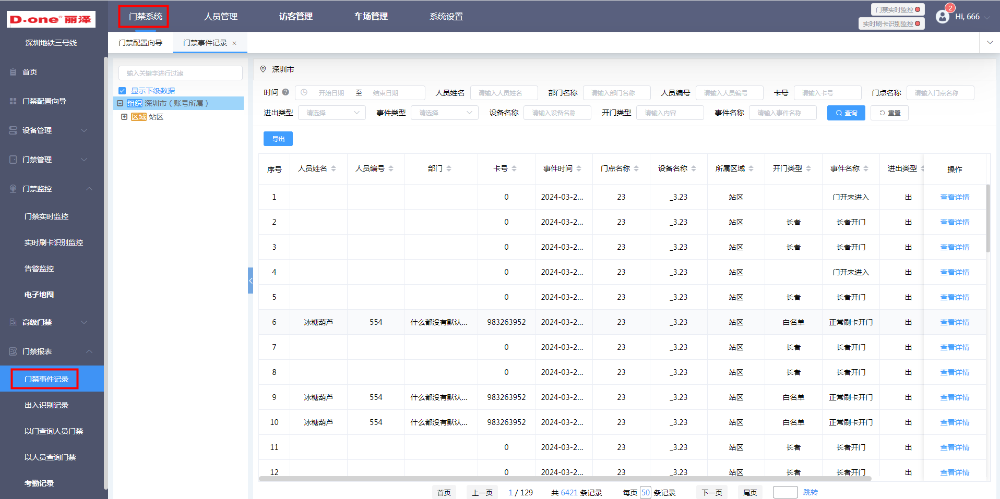 D·one® 丽泽
深圳地铁三号线
门禁系统 人员管理 访客管理 车场管理 系统设置
门禁实时监控
实时刷卡识别监控
2
Hi, 666
门禁配置向导 门禁事件记录 ×
首页
门禁配置向导
设备管理
门禁管理
门禁监控
门禁实时监控
实时刷卡识别监控
告警监控
电子地图
高级门禁
门禁报表
门禁事件记录
出入识别记录
以门查询人员门禁
以人员查询门禁
考勤记录
输入关键字进行过滤
显示下级数据
组织 深圳市（账号所属）
区域 站区
深圳市
时间 ? 开始日期 至 结束日期 人员姓名 请输入人员姓名 部门名称 请输入部门名称 人员编号 请输入人员编号 卡号 请输入卡号 门点名称 请输入门点名称
进出类型 请选择 事件类型 请选择 设备名称 请输入设备名称 开门类型 请输入内容 事件名称 请输入事件名称 查询 重置
导出
序号 人员姓名 人员编号 部门 卡号 事件时间 门点名称 设备名称 所属区域 开门类型 事件名称 进出类型 操作
1 0 2024-03-2... 23 _3.23 站区 门开未进入 出 查看详情
2 0 2024-03-2... 23 _3.23 站区 长者 长者开门 出 查看详情
3 0 2024-03-2... 23 _3.23 站区 长者 长者开门 出 查看详情
4 0 2024-03-2... 23 _3.23 站区 门开未进入 出 查看详情
5 0 2024-03-2... 23 _3.23 站区 长者 长者开门 出 查看详情
6 冰糖葫芦 554 什么都没有默认... 983263952 2024-03-2... 23 _3.23 站区 白名单 正常刷卡开门 出 查看详情
7 0 2024-03-2... 23 _3.23 站区 长者 长者开门 出 查看详情
8 0 2024-03-2... 23 _3.23 站区 长者 长者开门 出 查看详情
9 冰糖葫芦 554 什么都没有默认... 983263952 2024-03-2... 23 _3.23 站区 白名单 正常刷卡开门 出 查看详情
10 冰糖葫芦 554 什么都没有默认... 983263952 2024-03-2... 23 _3.23 站区 白名单 正常刷卡开门 出 查看详情
11 0 2024-03-2... 23 _3.23 站区 长者 长者开门 出 查看详情
12 0 2024-03-2... 23 _3.23 站区 长者 长者开门 出 查看详情
首页 上一页 1 / 129 共 6421 条记录 每页 50 条记录 下一页 尾页 跳转